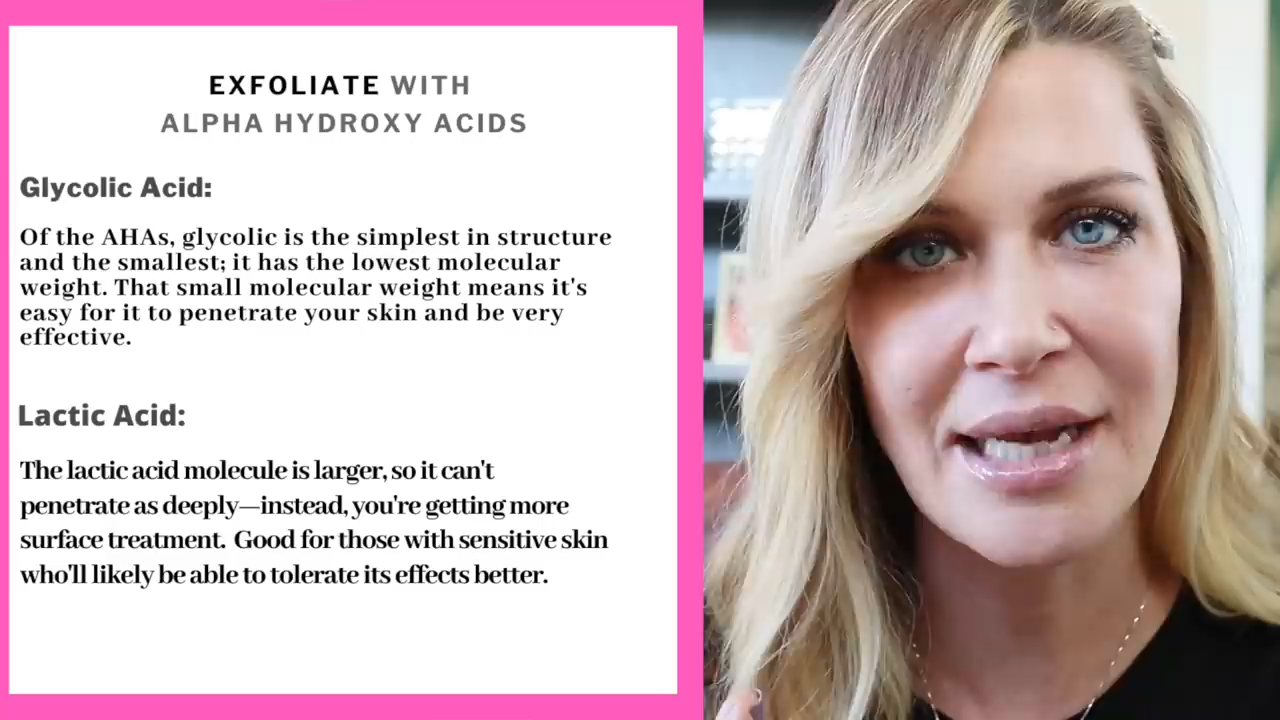 EXFOLIATE WITH
ALPHA HYDROXY ACIDS
Glycolic Acid:
Of the AHAs, glycolic is the simplest in structure
and the smallest; it has the lowest molecular
weight. That small molecular weight means it's
easy for it to penetrate your skin and be very
effective.
Lactic Acid:
The lactic acid molecule is larger, so it can't
penetrate as deeply—instead, you're getting more
surface treatment. Good for those with sensitive skin
who'll likely be able to tolerate its effects better.